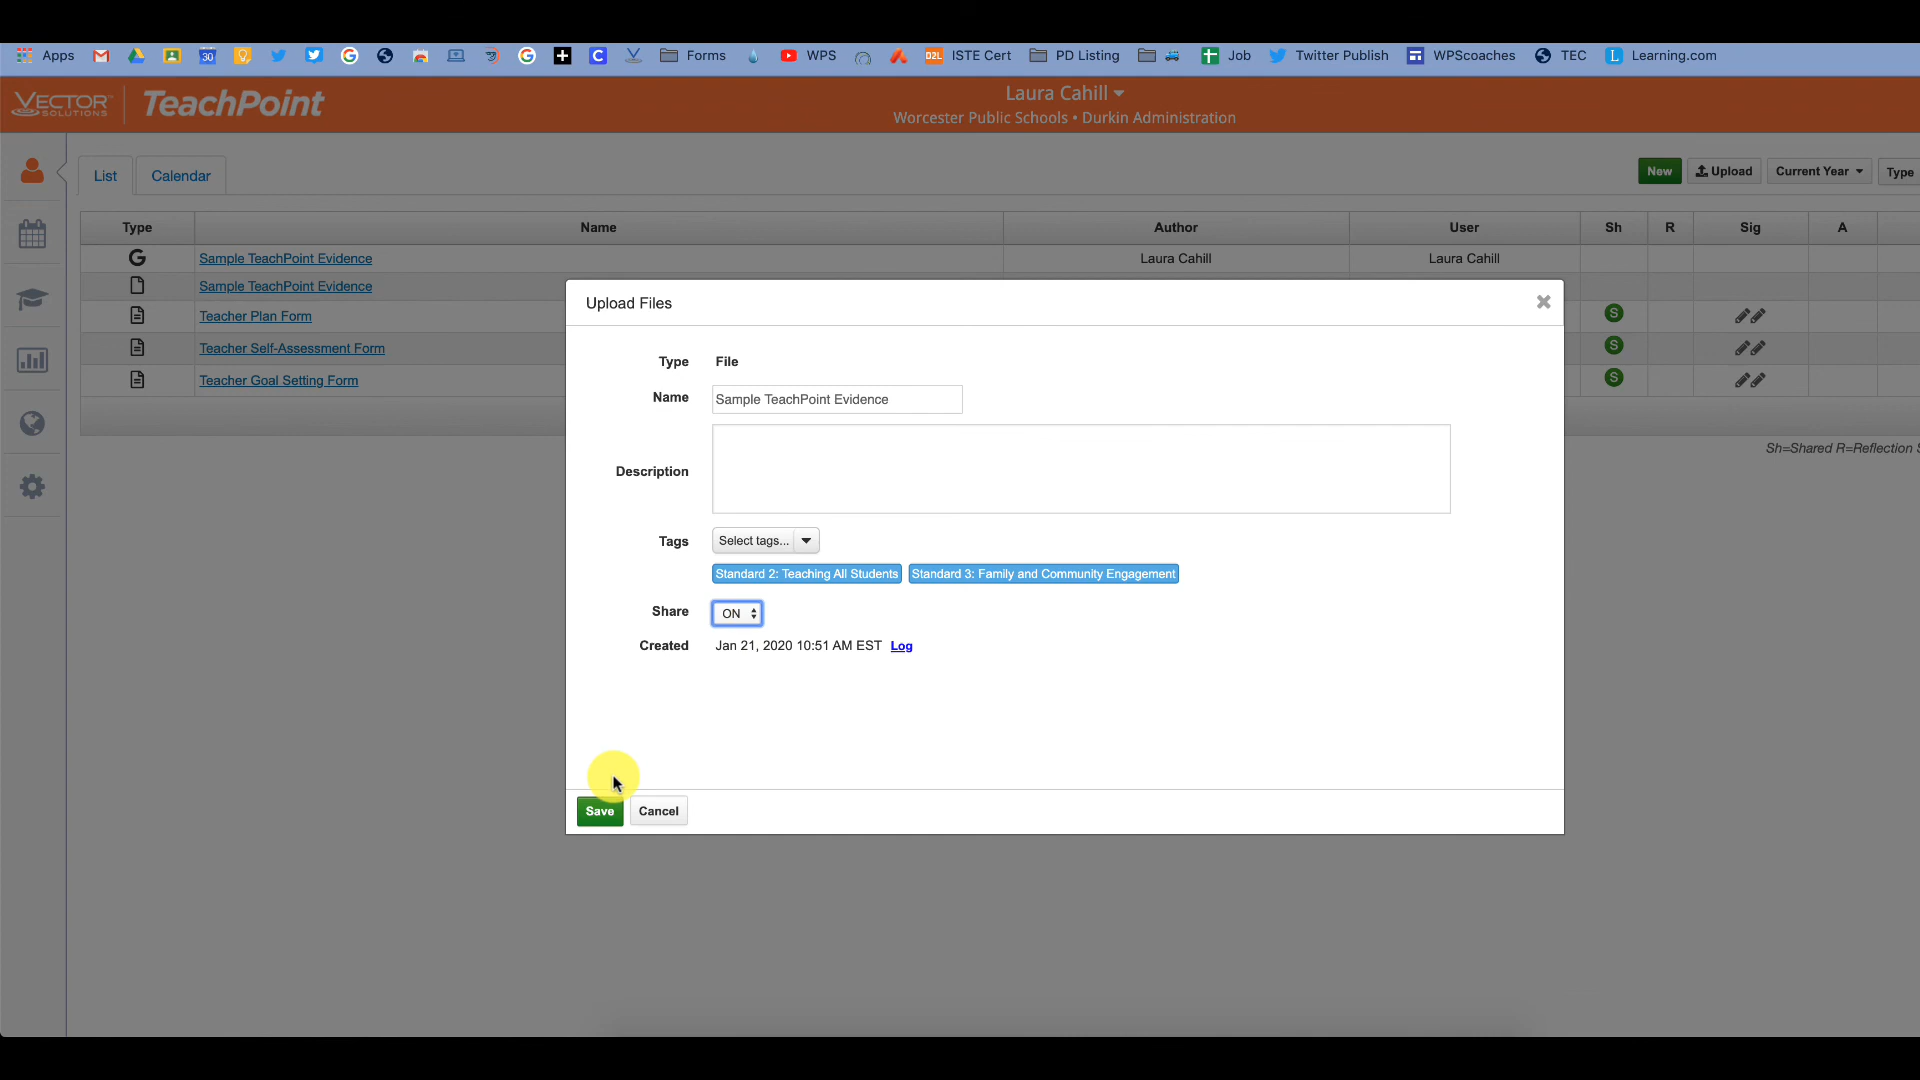 Apps 30 Forms WPS D2L ISTE Cert PD Listing Job Twitter Publish WPScoaches TEC L Learning.com
VECTOR SOLUTIONS TeachPoint
Laura Cahill
Worcester Public Schools • Durkin Administration
List Calendar New Upload Current Year Type
Type Name Author User Sh R Sig A
Sample TeachPoint Evidence Laura Cahill Laura Cahill
Sample TeachPoint Evidence
Teacher Plan Form S
Teacher Self-Assessment Form S
Teacher Goal Setting Form S
Sh=Shared R=Reflection S
Upload Files
Type File
Name Sample TeachPoint Evidence
Description
Tags Select tags...
Standard 2: Teaching All Students Standard 3: Family and Community Engagement
Share ON
Created Jan 21, 2020 10:51 AM EST Log
Save Cancel